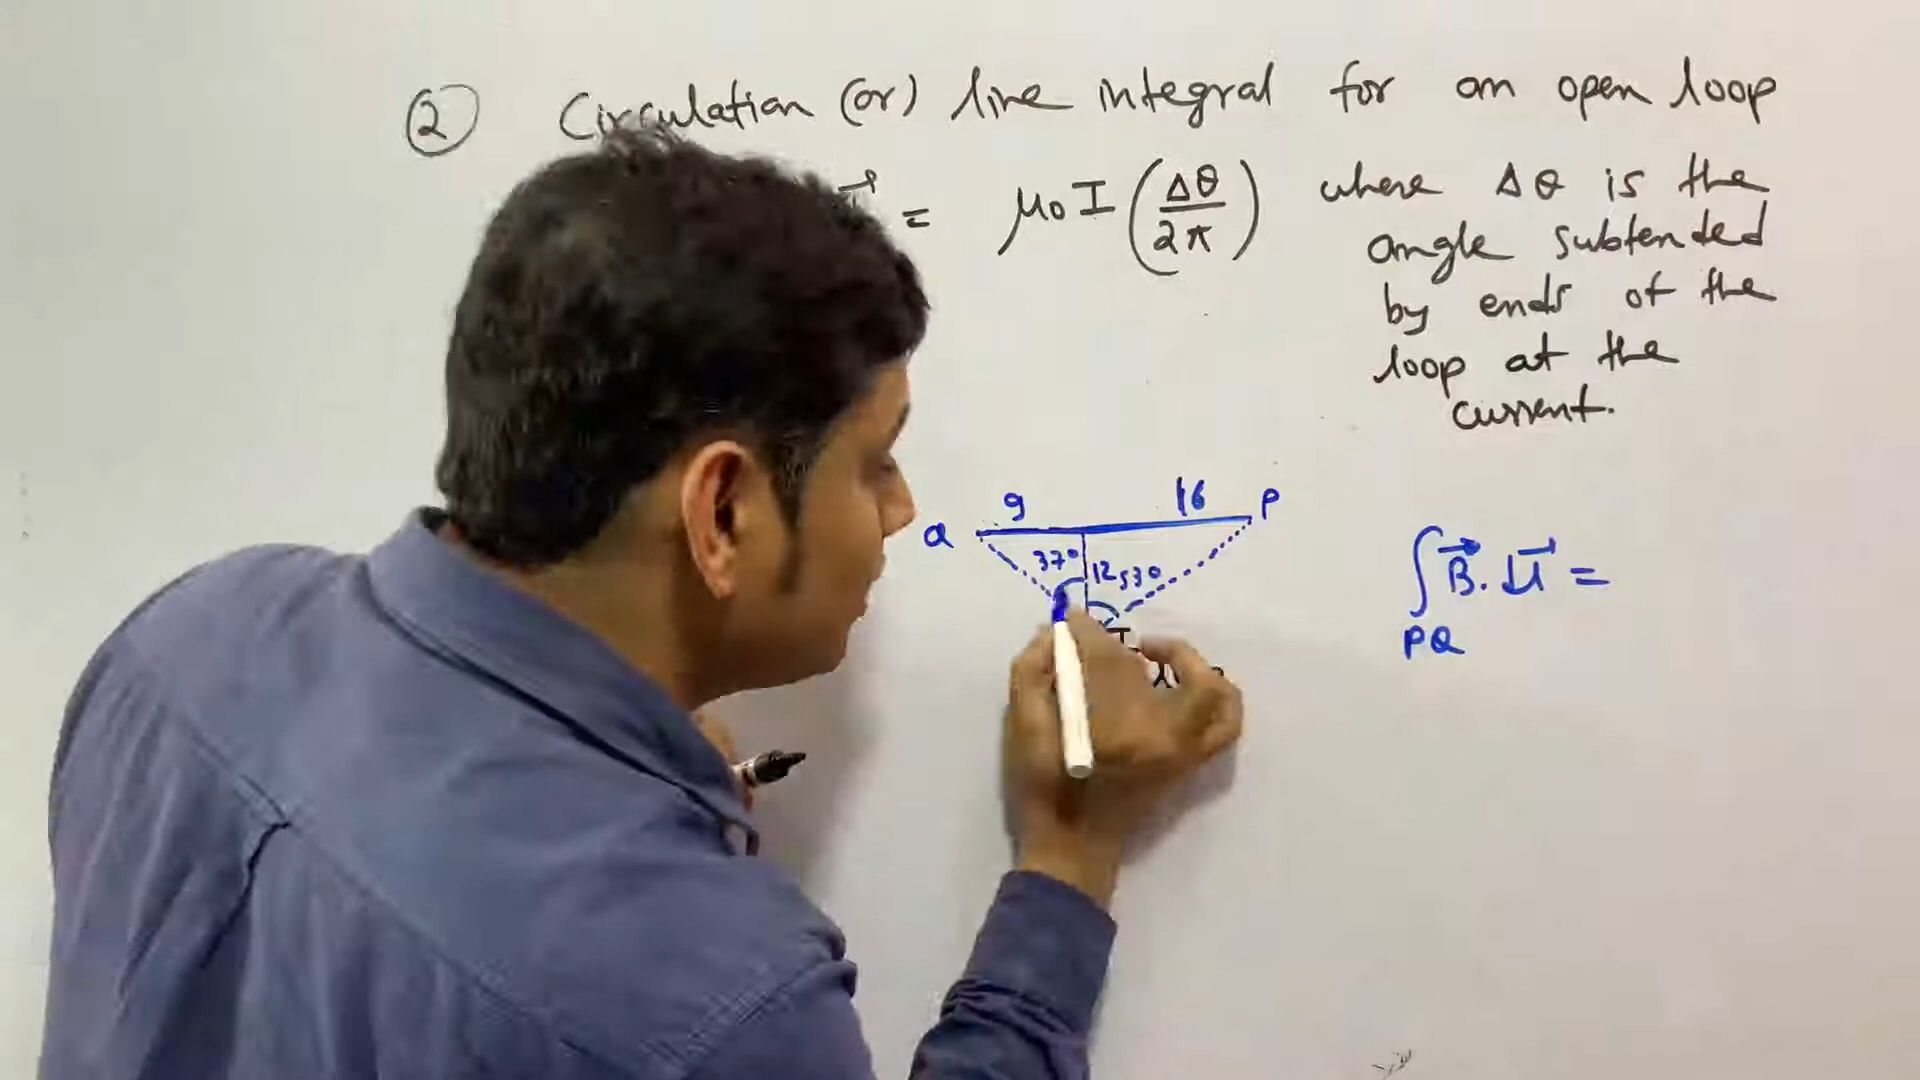 ② Circulation (or) line integral for an open loop
= μ₀I (Δθ/2π) where Δθ is the
angle subtended
by ends of the
loop at the
current.
9 16 P
Q
37° 12 53°
I
∫ B⃗. dl⃗ =
PQ